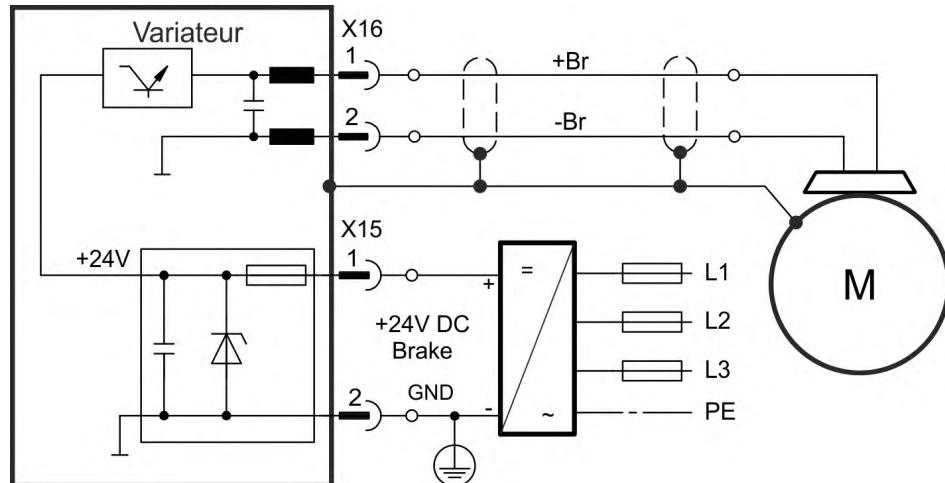 Variateur
X16
1
+Br
2
-Br
X15
+24V
1
+
=
L1
+24V DC
Brake
L2
L3
M
2
GND
-
~
PE